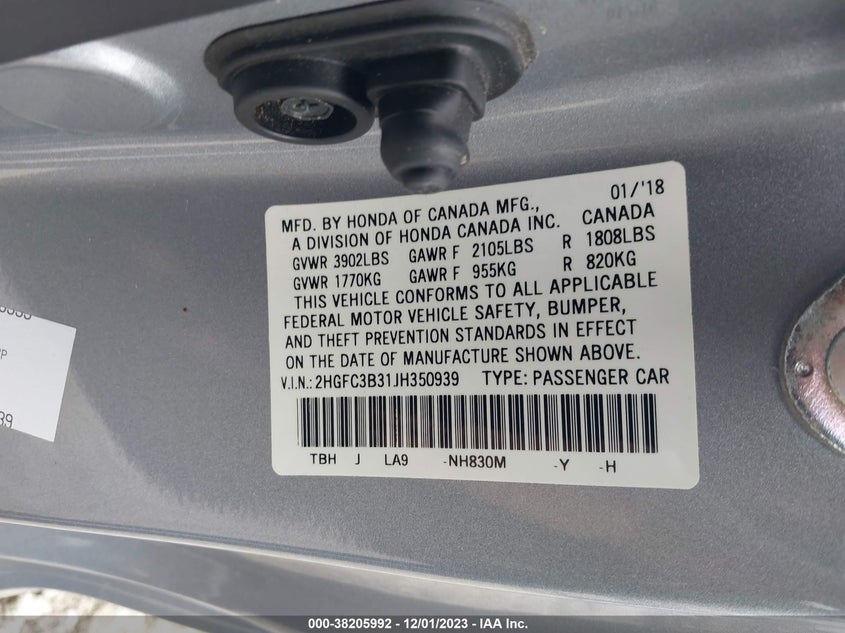 01/'18
MFD. BY HONDA OF CANADA MFG.,
A DIVISION OF HONDA CANADA INC. CANADA
GVWR 3902LBS GAWR F 2105LBS R 1808LBS
GVWR 1770KG GAWR F 955KG R 820KG
THIS VEHICLE CONFORMS TO ALL APPLICABLE
FEDERAL MOTOR VEHICLE SAFETY, BUMPER,
AND THEFT PREVENTION STANDARDS IN EFFECT
ON THE DATE OF MANUFACTURE SHOWN ABOVE.
V.I.N.: 2HGFC3B31JH350939 TYPE: PASSENGER CAR
TBH J LA9 -NH830M -Y -H
000-38205992 - 12/01/2023 - IAA Inc.